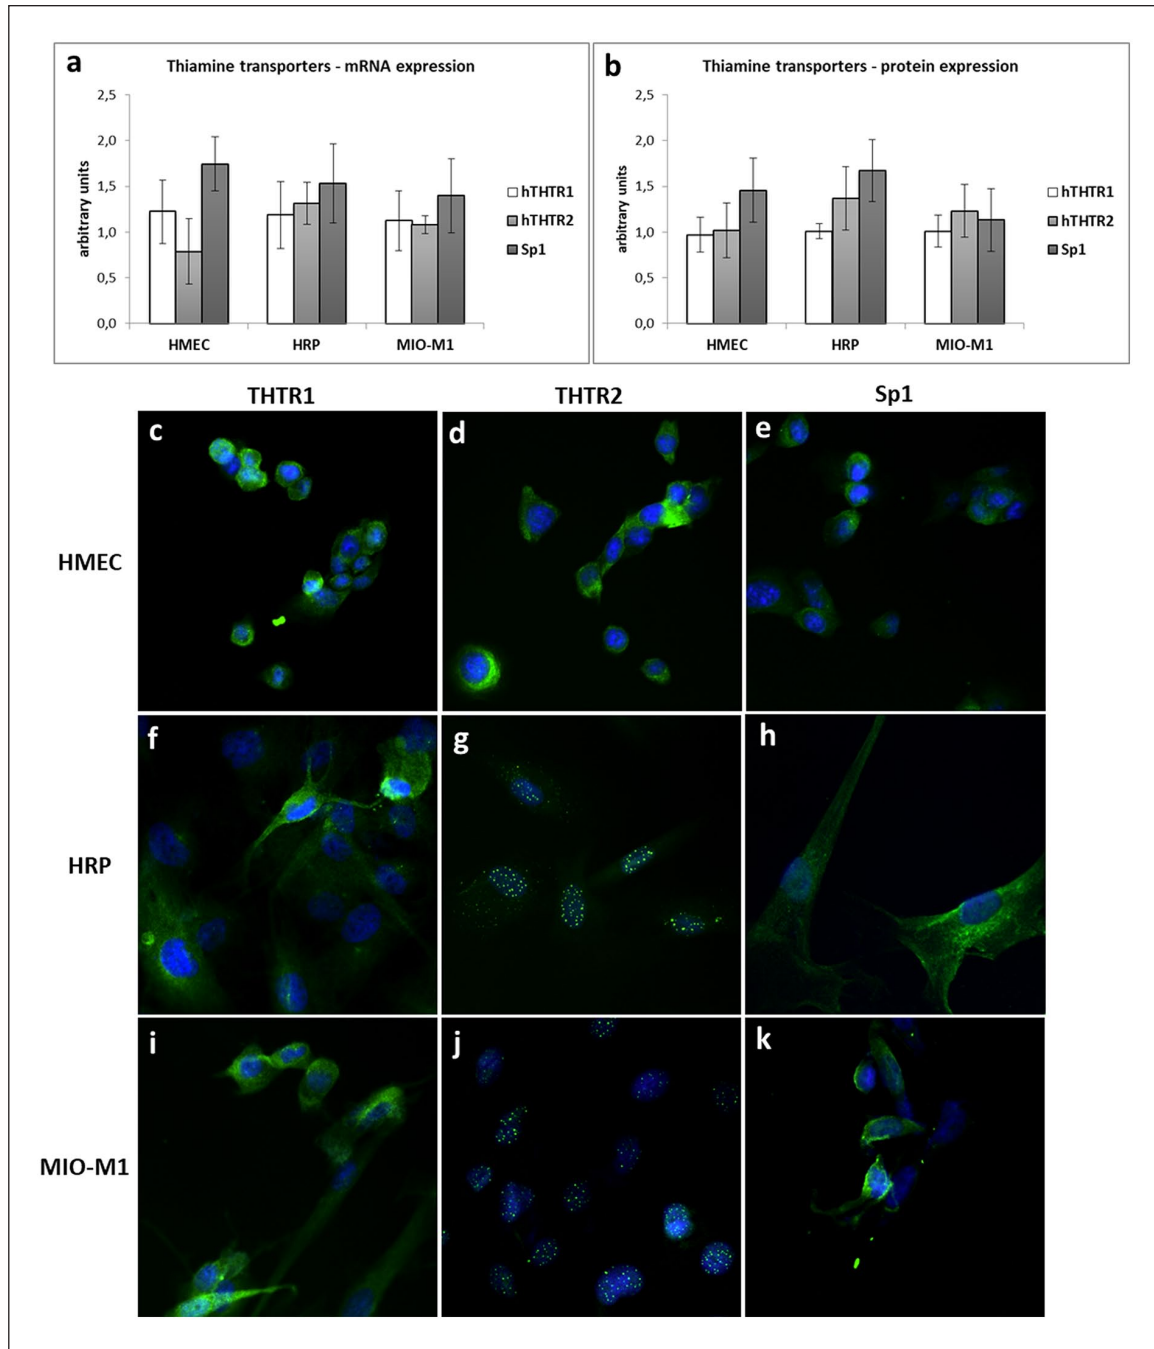 a
Thiamine transporters - mRNA expression
2,5
2,0
1,5
1,0
0,5
0,0
arbitrary units
HMEC
HRP
MIO-M1
hTHTR1
hTHTR2
Sp1
b
Thiamine transporters - protein expression
2,5
2,0
1,5
1,0
0,5
0,0
arbitrary units
HMEC
HRP
MIO-M1
hTHTR1
hTHTR2
Sp1
THTR1
THTR2
Sp1
HMEC
c
d
e
HRP
f
g
h
MIO-M1
i
j
k